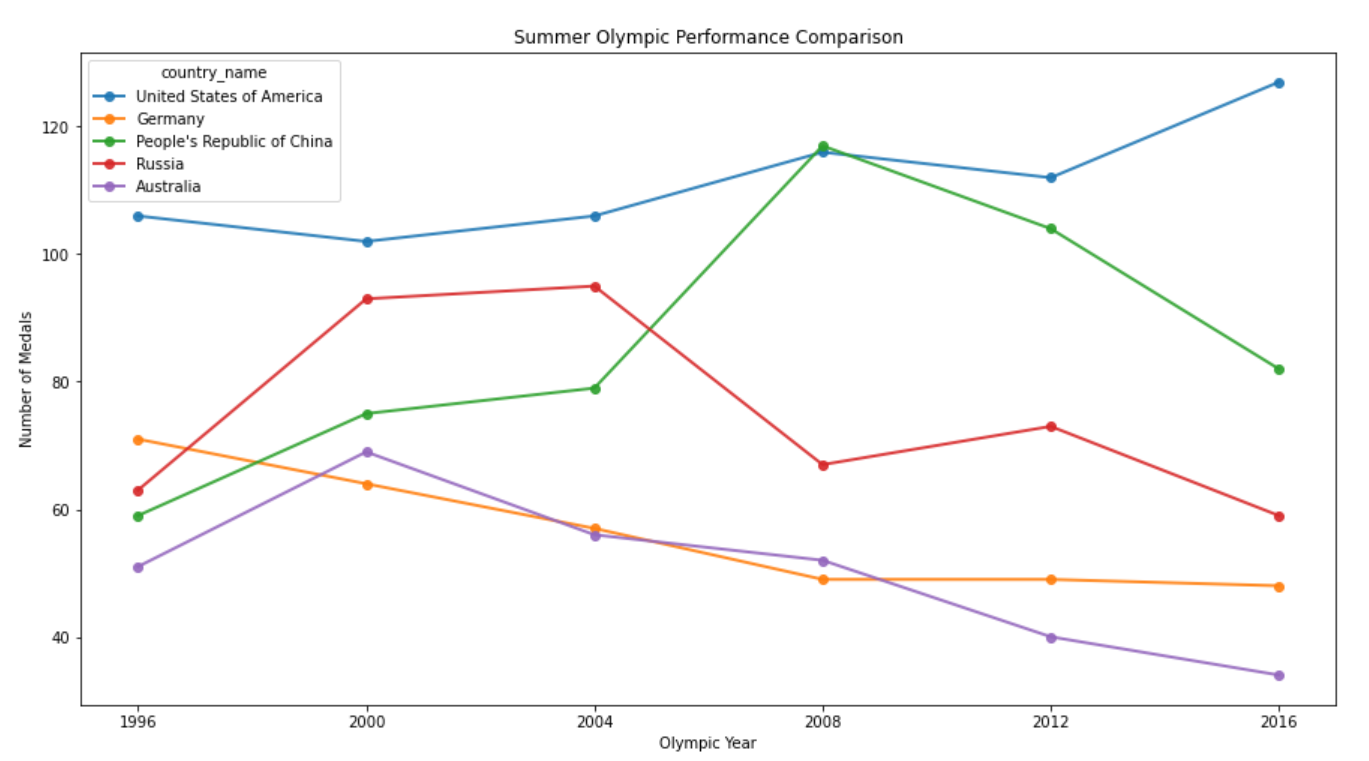 Summer Olympic Performance Comparison
country_name
United States of America
Germany
People's Republic of China
Russia
Australia
120
100
80
60
40
Number of Medals
1996 2000 2004 2008 2012 2016
Olympic Year